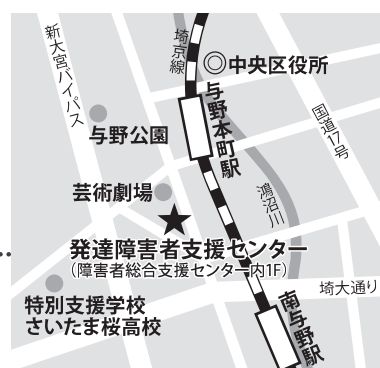 埼京線
新大宮バイパス
中央区役所
与野公園
与野本町駅
国道17号
芸術劇場
鴻沼川
発達障害者支援センター
(障害者総合支援センター内1F)
埼大通り
特別支援学校
さいたま桜高校
南与野駅